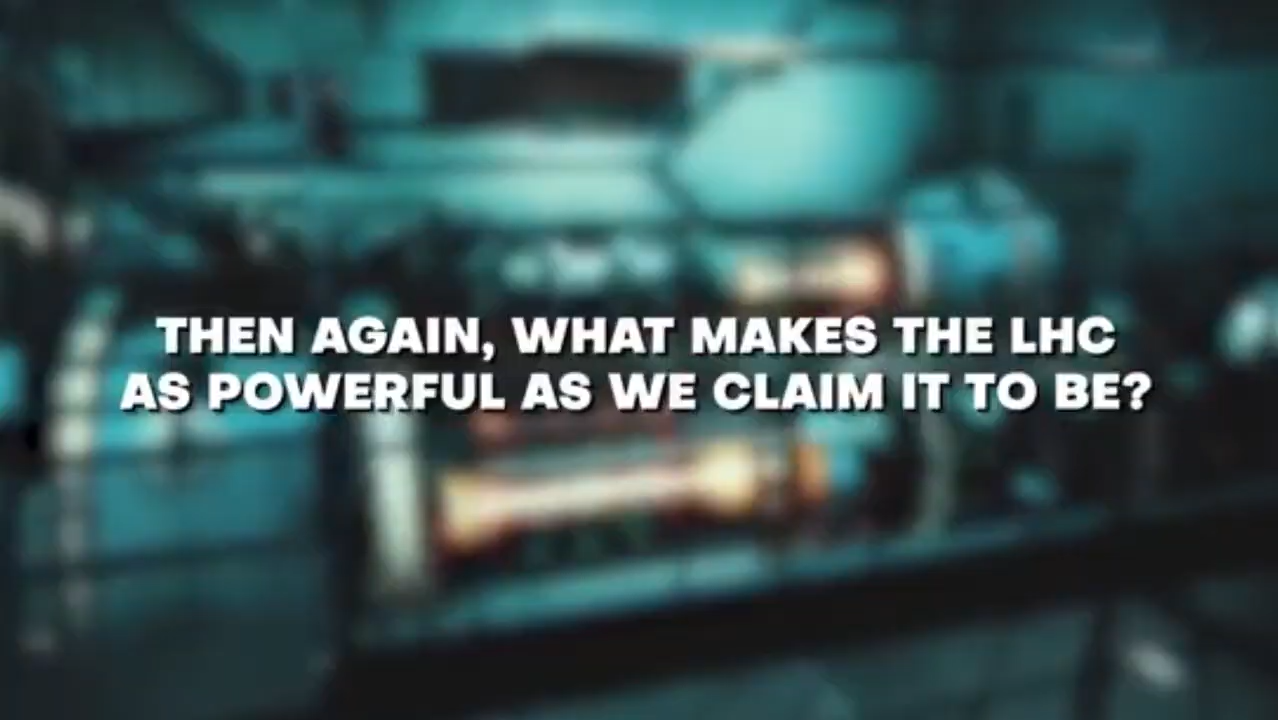 THEN AGAIN, WHAT MAKES THE LHC
AS POWERFUL AS WE CLAIM IT TO BE?